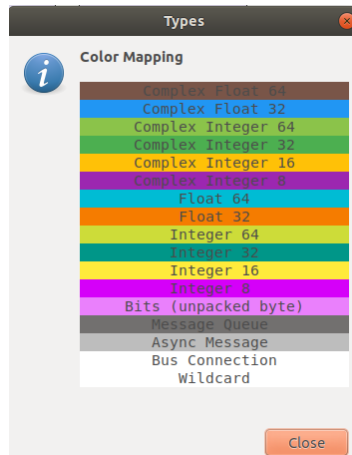 Types
Color Mapping
Complex Float 64
Complex Float 32
Complex Integer 64
Complex Integer 32
Complex Integer 16
Complex Integer 8
Float 64
Float 32
Integer 64
Integer 32
Integer 16
Integer 8
Bits (unpacked byte)
Message Queue
Async Message
Bus Connection
Wildcard
Close